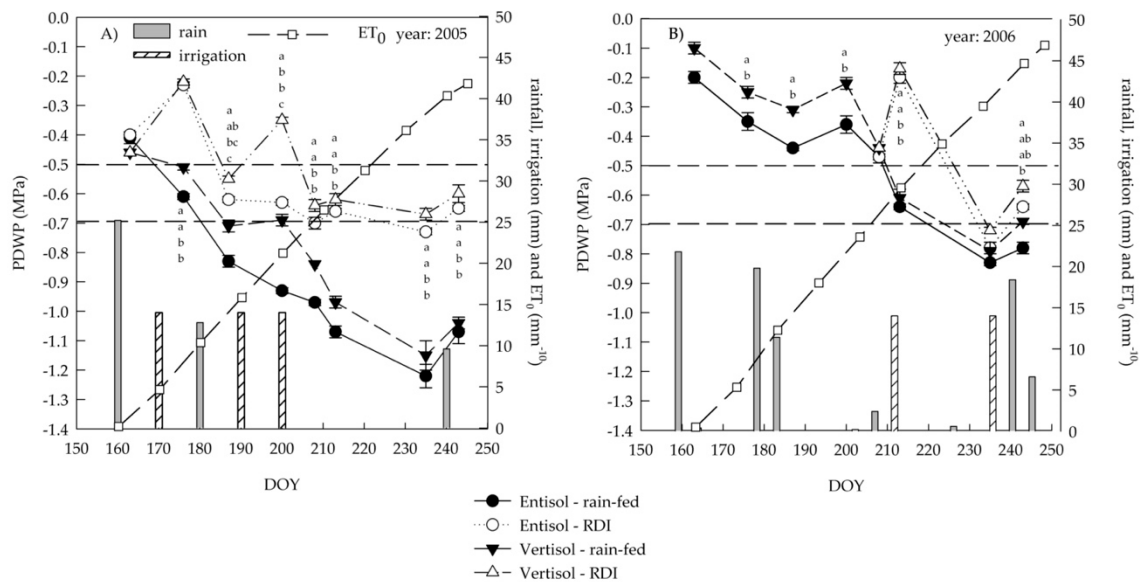 A)
rain
irrigation
ET0 year: 2005
PDWP (MPa)
0.0
-0.1
-0.2
-0.3
-0.4
-0.5
-0.6
-0.7
-0.8
-0.9
-1.0
-1.1
-1.2
-1.3
-1.4
a
a
b
b
a
ab
bc
c
a
b
b
c
a
a
b
b
a
a
b
b
a
a
b
b
a
a
b
b
50
45
40
35
30
25
20
15
10
5
0
rainfall, irrigation (mm) and ET0 (mm-10)
150 160 170 180 190 200 210 220 230 240 250
DOY
B)
year: 2006
PDWP (MPa)
0.0
-0.1
-0.2
-0.3
-0.4
-0.5
-0.6
-0.7
-0.8
-0.9
-1.0
-1.1
-1.2
-1.3
-1.4
a
b
a
b
a
b
a
a
b
b
a
ab
ab
b
50
45
40
35
30
25
20
15
10
5
0
rainfall, irrigation (mm) and ET0 (mm-10)
150 160 170 180 190 200 210 220 230 240 250
DOY
Entisol - rain-fed
Entisol - RDI
Vertisol - rain-fed
Vertisol - RDI